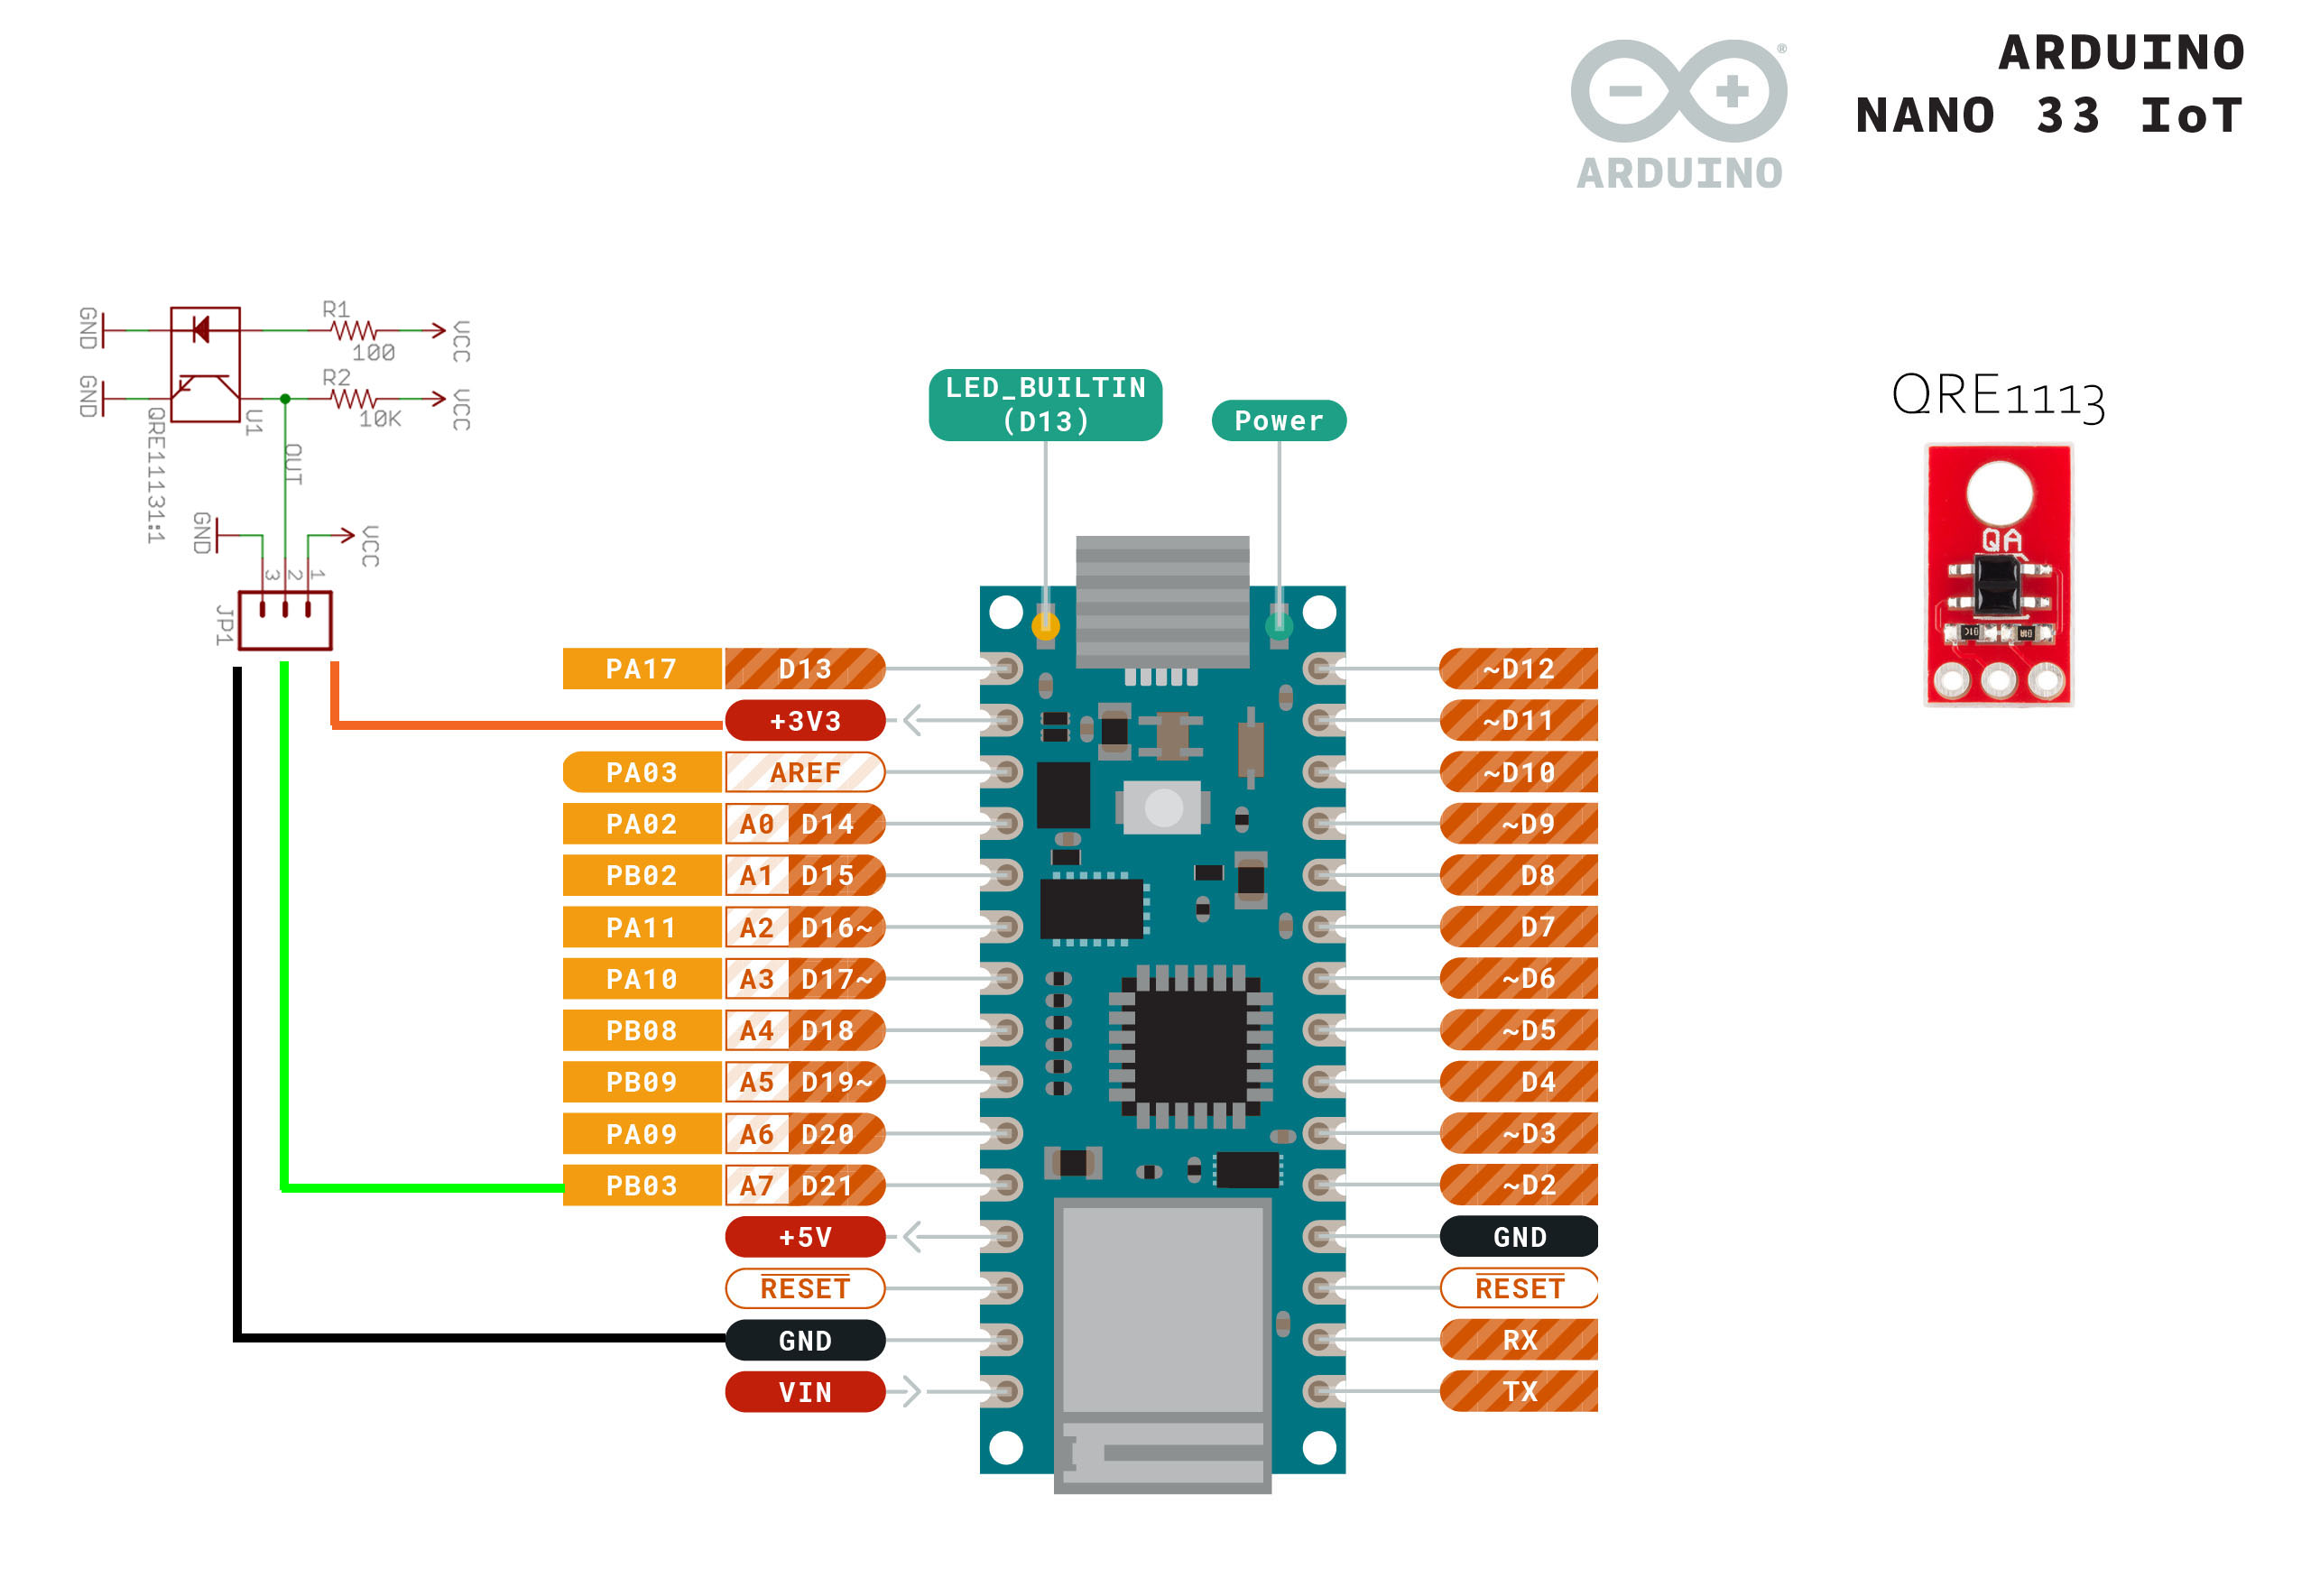 ARDUINO
NANO 33 IoT
®
ARDUINO
GND
R1
100
VCC
GND
R2
10K
VCC
QRE11131:1
U1
OUT
GND
VCC
3
2
1
JP1
LED_BUILTIN
(D13)
Power
QRE1113
QA
PA17 D13
+3V3
PA03 AREF
PA02 A0 D14
PB02 A1 D15
PA11 A2 D16~
PA10 A3 D17~
PB08 A4 D18
PB09 A5 D19~
PA09 A6 D20
PB03 A7 D21
+5V
RESET
GND
VIN
~D12
~D11
~D10
~D9
D8
D7
~D6
~D5
D4
~D3
~D2
GND
RESET
RX
TX